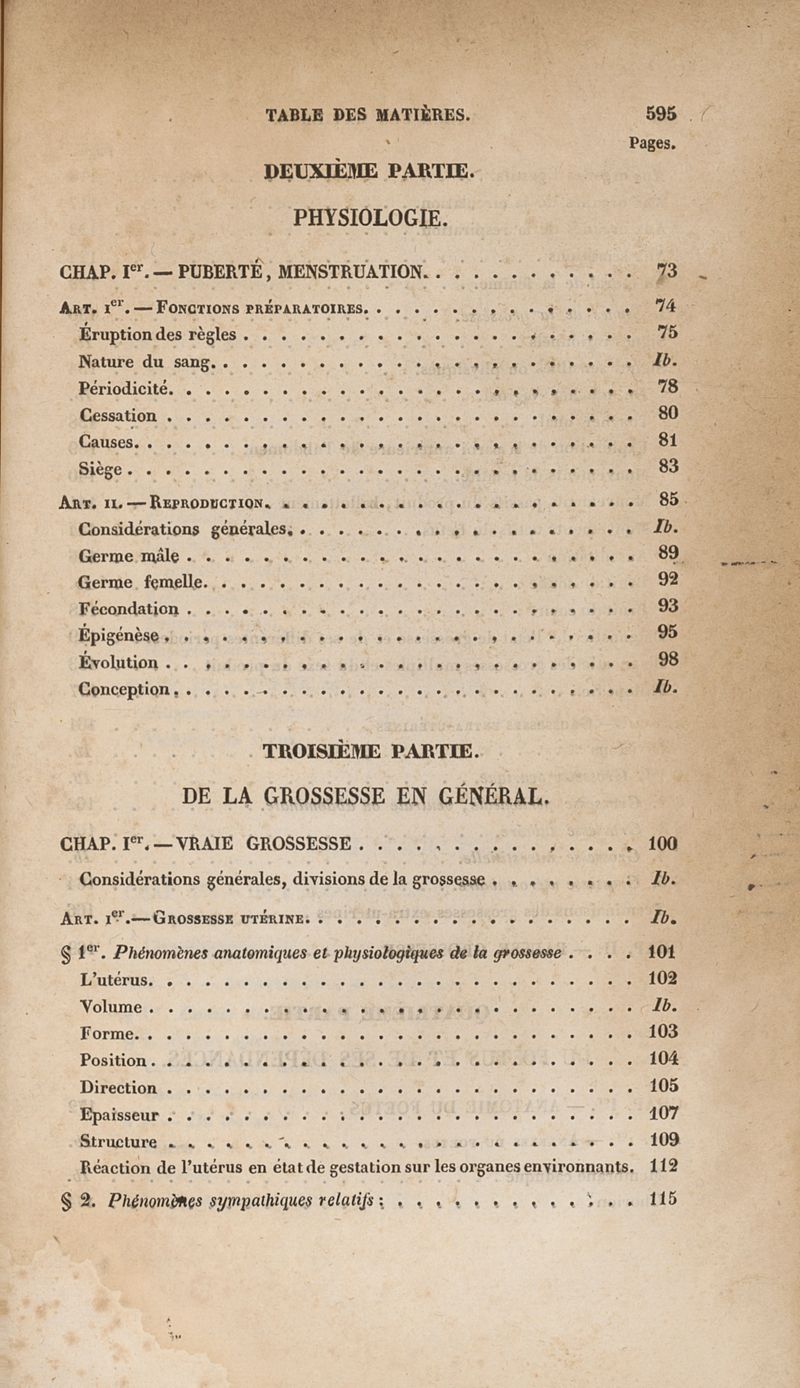 TABLE DES MATIÈRES. 595
Pages.
DEUXIÈME PARTIE.
PHYSIOLOGIE.
CHAP. Ier. — PUBERTÉ, MENSTRUATION. . . . . . . . . . . . 73
ART. Ier. — FONCTIONS PRÉPARATOIRES. . . . . . . . . . . . . . . 74
Éruption des règles . . . . . . . . . . . . . . . . . . . . . 75
Nature du sang. . . . . . . . . . . . . . . . . . . . . . . Ib.
Périodicité. . . . . . . . . . . . . . . . . . . . . . . . . 78
Cessation . . . . . . . . . . . . . . . . . . . . . . . . . 80
Causes. . . . . . . . . . . . . . . . . . . . . . . . . . . 81
Siège . . . . . . . . . . . . . . . . . . . . . . . . . . . 83
ART. II. — REPRODUCTION. . . . . . . . . . . . . . . . . . . . 85
Considérations générales. . . . . . . . . . . . . . . . . . . Ib.
Germe mâle . . . . . . . . . . . . . . . . . . . . . . . . 89
Germe femelle. . . . . . . . . . . . . . . . . . . . . . . 92
Fécondation . . . . . . . . . . . . . . . . . . . . . . . . 93
Épigénèse . . . . . . . . . . . . . . . . . . . . . . . . . 95
Évolution . . . . . . . . . . . . . . . . . . . . . . . . . 98
Conception. . . . . . . . . . . . . . . . . . . . . . . . . Ib.
TROISIÈME PARTIE.
DE LA GROSSESSE EN GÉNÉRAL.
CHAP. Ier. — VRAIE GROSSESSE . . . . . . . . . . . . . . . 100
Considérations générales, divisions de la grossesse . . . . . . . . Ib.
ART. Ier. — GROSSESSE UTÉRINE. . . . . . . . . . . . . . . . . . Ib.
§ 1er. Phénomènes anatomiques et physiologiques de la grossesse . . . . 101
L'utérus. . . . . . . . . . . . . . . . . . . . . . . . . . 102
Volume . . . . . . . . . . . . . . . . . . . . . . . . . . Ib.
Forme. . . . . . . . . . . . . . . . . . . . . . . . . . . 103
Position. . . . . . . . . . . . . . . . . . . . . . . . . . 104
Direction . . . . . . . . . . . . . . . . . . . . . . . . . 105
Epaisseur . . . . . . . . . . . . . . . . . . . . . . . . . 107
Structure . . . . . . . . . . . . . . . . . . . . . . . . . 109
Réaction de l'utérus en état de gestation sur les organes environnants. 112
§ 2. Phénomènes sympathiques relatifs : . . . . . . . . . . . . . 115